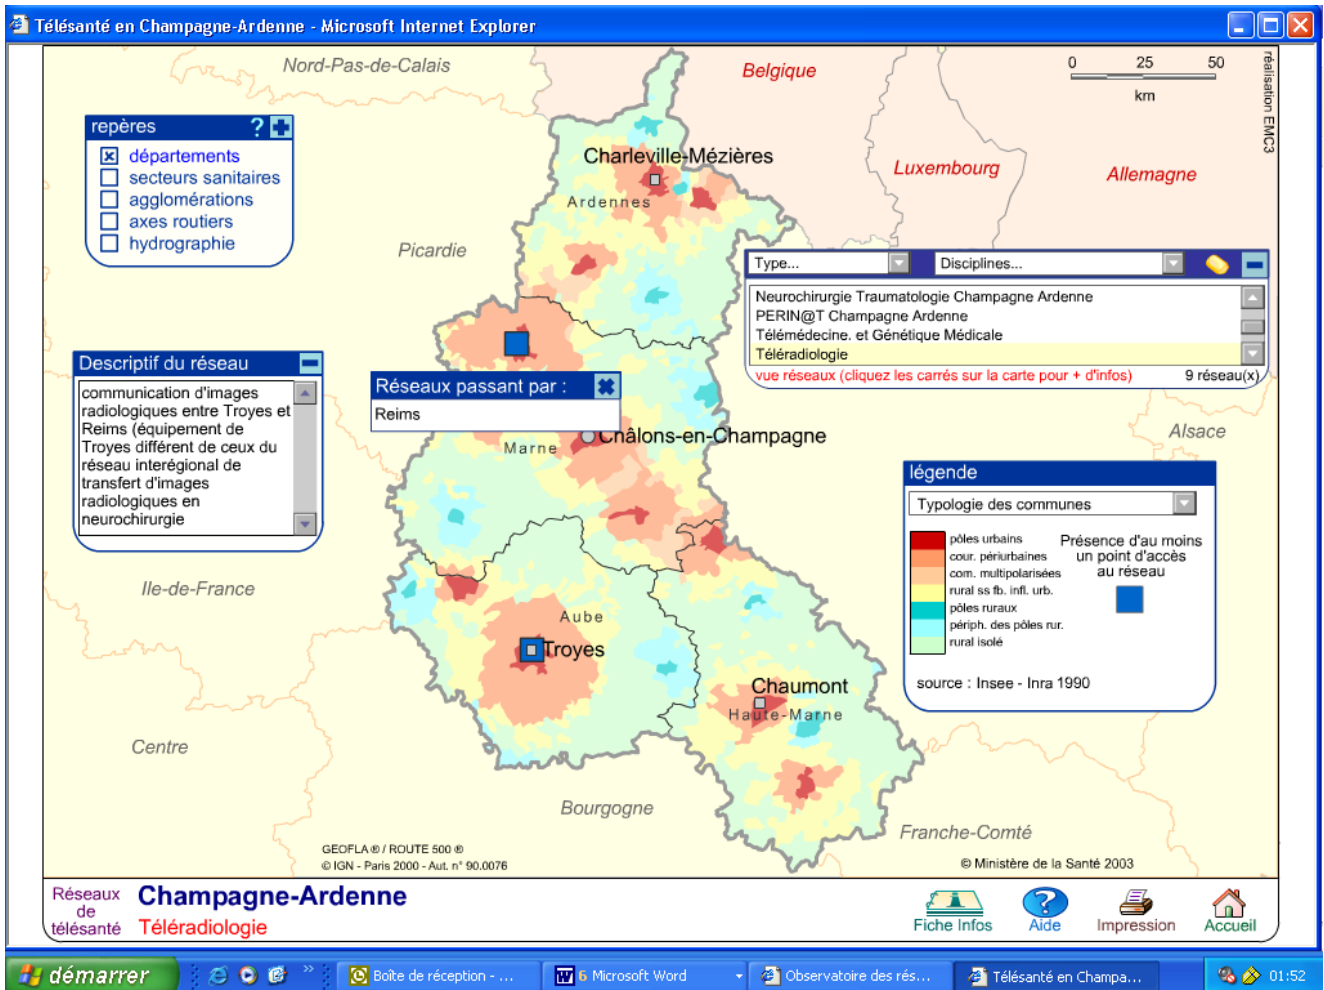 Télésanté en Champagne-Ardenne - Microsoft Internet Explorer
Nord-Pas-de-Calais
Belgique
0 25 50
km
réalisation EMC3
repères ?
départements
secteurs sanitaires
agglomérations
axes routiers
hydrographie
Charleville-Mézières
Ardennes
Luxembourg
Allemagne
Picardie
Type...
Disciplines...
Neurochirurgie Traumatologie Champagne Ardenne
PERIN@T Champagne Ardenne
Télémédecine. et Génétique Médicale
Téléradiologie
vue réseaux (cliquez les carrés sur la carte pour + d'infos) 9 réseau(x)
Descriptif du réseau
communication d'images
radiologiques entre Troyes et
Reims (équipement de
Troyes différent de ceux du
réseau interégional de
transfert d'images
radiologiques en
neurochirurgie
Réseaux passant par :
Reims
Châlons-en-Champagne
Marne
Alsace
légende
Typologie des communes
pôles urbains
cour. périurbaines
com. multipolarisées
rural ss fb. infl. urb.
pôles ruraux
périph. des pôles rur.
rural isolé
Présence d'au moins
un point d'accès
au réseau
source : Insee - Inra 1990
Ile-de-France
Aube
Troyes
Chaumont
Haute-Marne
Centre
Bourgogne
Franche-Comté
GEOFLA ® / ROUTE 500 ®
© IGN - Paris 2000 - Aut. n° 90.0076
© Ministère de la Santé 2003
Réseaux
de
télésanté
Champagne-Ardenne
Téléradiologie
Fiche Infos
Aide
Impression
Accueil
démarrer
Boîte de réception - ...
6 Microsoft Word
Observatoire des rés...
Télésanté en Champa...
01:52